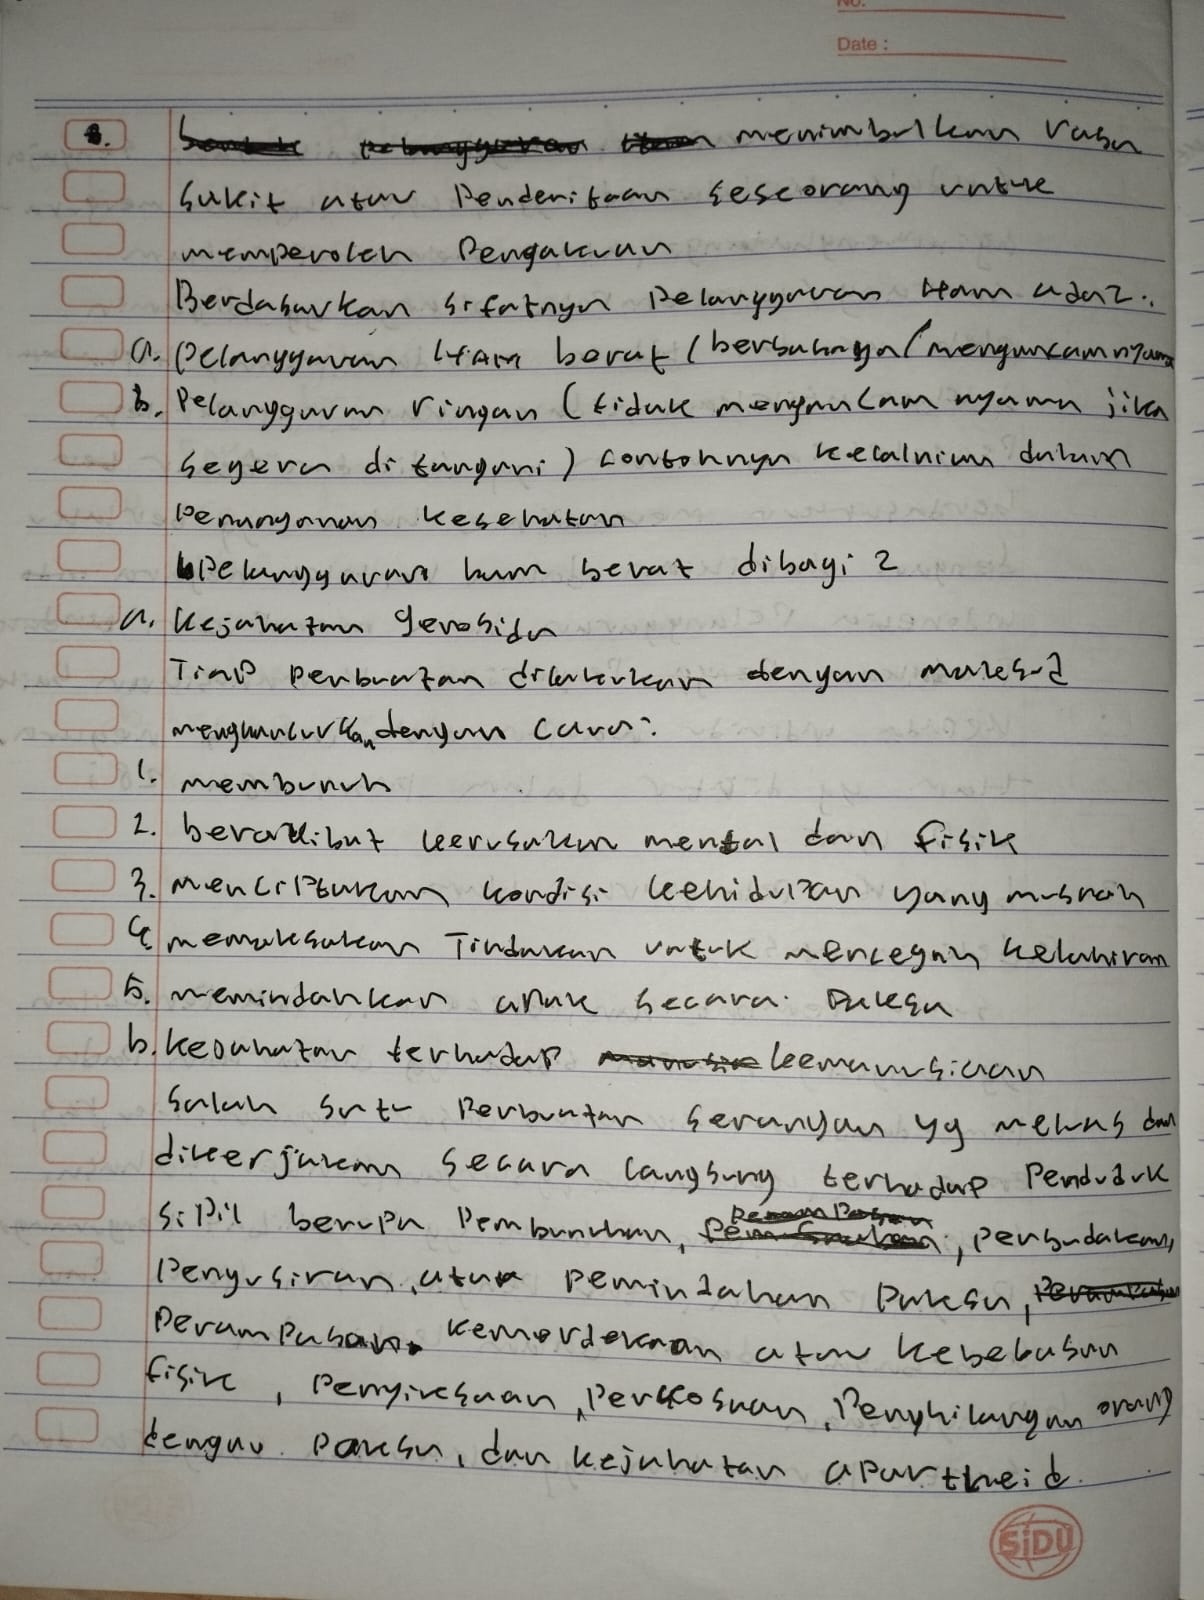 No.
Date :
menimbulkan rasa
sakit atau Penderitaan seseorang untuk
memperoleh Pengakuan
Berdasarkan sifatnya Pelanggaran Ham ada 2 :
a. Pelanggaran HAM berat (berbahaya/mengancam nyawa
b. Pelanggaran ringan (tidak mengancam nyawa jika
segera di tangani) contohnya kecalnian dalam
Penanganan kesehatan
Pelanggaran ham berat dibagi 2
a. Kejahatan genosida
Tiap Perbuatan dilakukan dengan maksud
menghancurkan dengan cara :
1. membunuh
2. berakibat kerusakan mental dan fisik
3. menciptakan kondisi kehidupan yang musnah
4. memaksakan Tindakan untuk mencegah kelahiran
5. memindahkan anak secara Paksa
b. kejahatan terhadap kemanusiaan
Salah satu Perbuatan serangan yg meluas dan
dikerjakan secara langsung terhadap Penduduk
sipil berupa Pembunuhan, perbudakan,
Pengusiran atau Pemindahan Paksa,
Perampasan kemerdekaan atau kebebasan
fisik, Penyiksaan, Perkosaan, Penghilangan orang
dengan Paksa, dan kejahatan apartheid.
SiDU